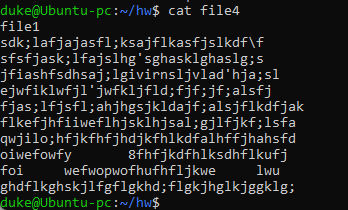 duke@Ubuntu-pc:~/hw$ cat file4
file1
sdk;lafjajasfl;ksajflkasfjslkdf\f
sfsfjask;lfajslhg'sghasklghaslg;s
jfiashfsdhsaj;lgivirnsljvlad'hja;sl
ejwfiklwfjl'jwfkljfld;fjf;jf;alsfj
fjas;lfjsfl;ahjhgsjkldajf;alsjflkdfjak
flkefjhfiiweflhjsklhjsal;gjlfjkf;lsfa
qwjilo;hfjkfhfjhdjkfhlkdfalhffjhahsfd
oiwefowfy       8fhfjkdfhlksdhflkufj
foi     wefwopwofhufhfljkwe     lwu
ghdflkghskjlfgflgkhd;flgkjhglkjggklg;
duke@Ubuntu-pc:~/hw$